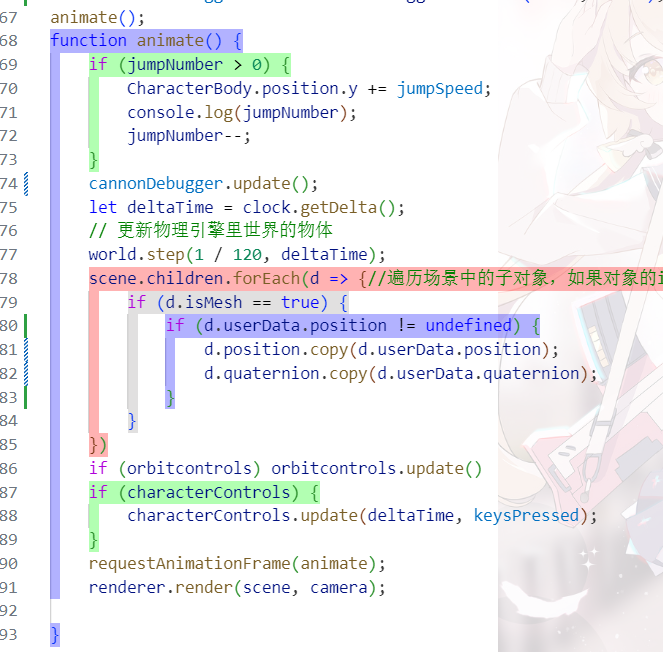 67 animate();
68 function animate() {
69 if (jumpNumber > 0) {
70 CharacterBody.position.y += jumpSpeed;
71 console.log(jumpNumber);
72 jumpNumber--;
73 }
74 cannonDebugger.update();
75 let deltaTime = clock.getDelta();
76 // 更新物理引擎里世界的物体
77 world.step(1 / 120, deltaTime);
78 scene.children.forEach(d => {//遍历场景中的子对象，如果对象的i
79 if (d.isMesh == true) {
80 if (d.userData.position != undefined) {
81 d.position.copy(d.userData.position);
82 d.quaternion.copy(d.userData.quaternion);
83 }
84 }
85 })
86 if (orbitcontrols) orbitcontrols.update()
87 if (characterControls) {
88 characterControls.update(deltaTime, keysPressed);
89 }
90 requestAnimationFrame(animate);
91 renderer.render(scene, camera);
92
93 }